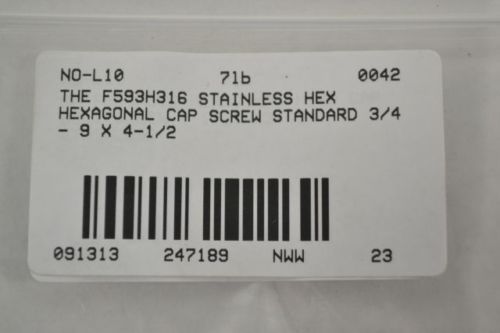 NO-L10 7lb 0042
THE F593H316 STAINLESS HEX
HEXAGONAL CAP SCREW STANDARD 3/4
- 9 X 4-1/2
091313 247189 NWW 23